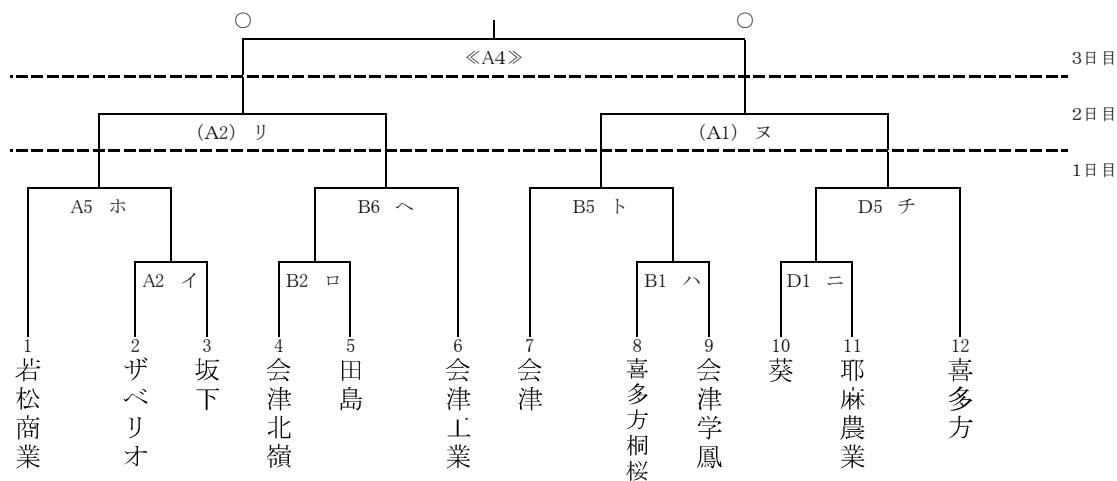 ○ ○
≪A4≫ 3日目
(A2) リ (A1) ヌ 2日目
1日目
A5 ホ B6 ヘ B5 ト D5 チ
A2 イ B2 ロ B1 ハ D1 ニ
1 2 3 4 5 6 7 8 9 10 11 12
若松商業
ザベリオ
坂下
会津北嶺
田島
会津工業
会津
喜多方桐桜
会津学鳳
葵
耶麻農業
喜多方